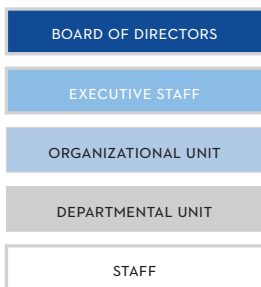 BOARD OF DIRECTORS
EXECUTIVE STAFF
ORGANIZATIONAL UNIT
DEPARTMENTAL UNIT
STAFF